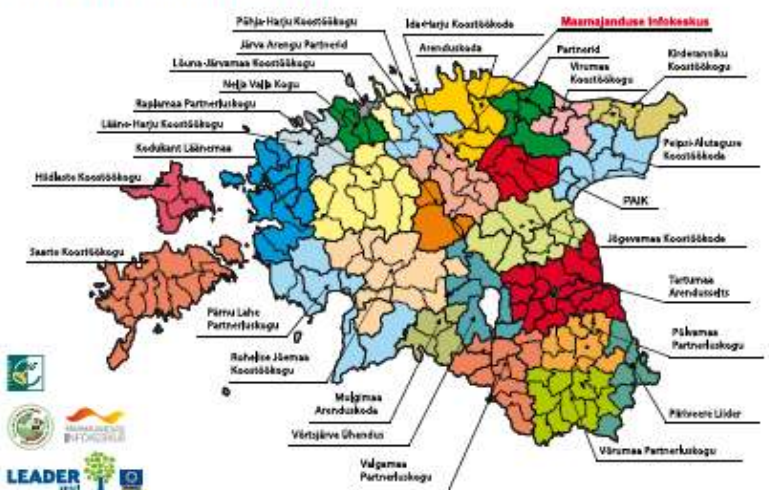 Põhja-Harju Koostöökogu
Ida-Harju Koostöökoda
Maamajanduse Infokeskus
Järva Arengu Partnerid
Arenduskoda
Partnerid
Kirderanniku
Koostöökogu
Lõuna-Järvamaa Koostöökogu
Virumaa
Koostöökogu
Nelja Valla Kogu
Raplamaa Partnerluskogu
Lääne-Harju Koostöökogu
Kodukant Läänemaa
Peipsi-Alutaguse
Koostöökoda
Hiidlaste Koostöökogu
PAIK
Saarte Koostöökogu
Jõgevamaa Koostöökoda
Tartumaa
Arendusselts
Pärnu Lahe
Partnerluskogu
Põlvamaa
Partnerluskogu
Rohelise Jõemaa
Koostöökogu
Mulgimaa
Arenduskoda
Piiriveere Liider
Võrtsjärve Ühendus
Võrumaa Partnerluskogu
Valgamaa
Partnerluskogu
MAAMAJANDUSE
INFOKESKUS
LEADER